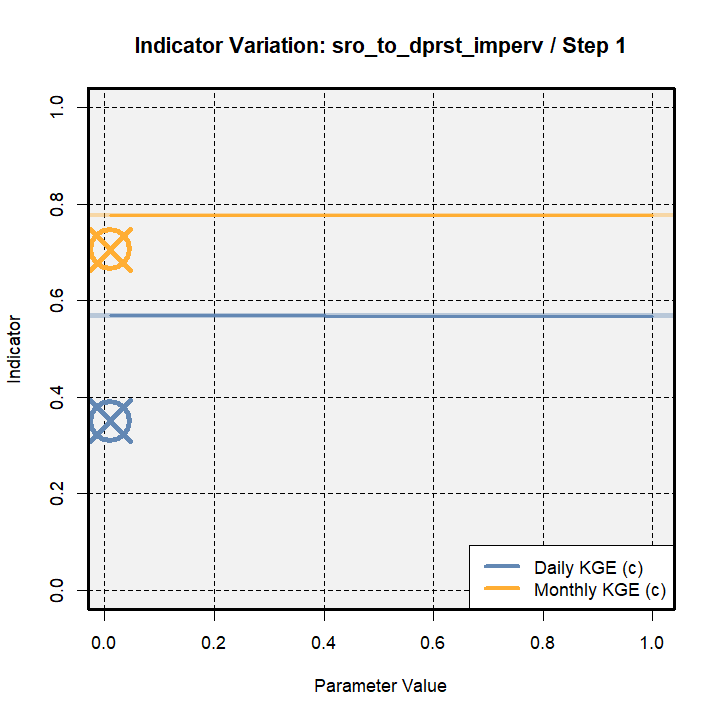 Indicator Variation: sro_to_dprst_imperv / Step 1
Indicator
1.0
0.8
0.6
0.4
0.2
0.0
Daily KGE (c)
Monthly KGE (c)
0.0 0.2 0.4 0.6 0.8 1.0
Parameter Value